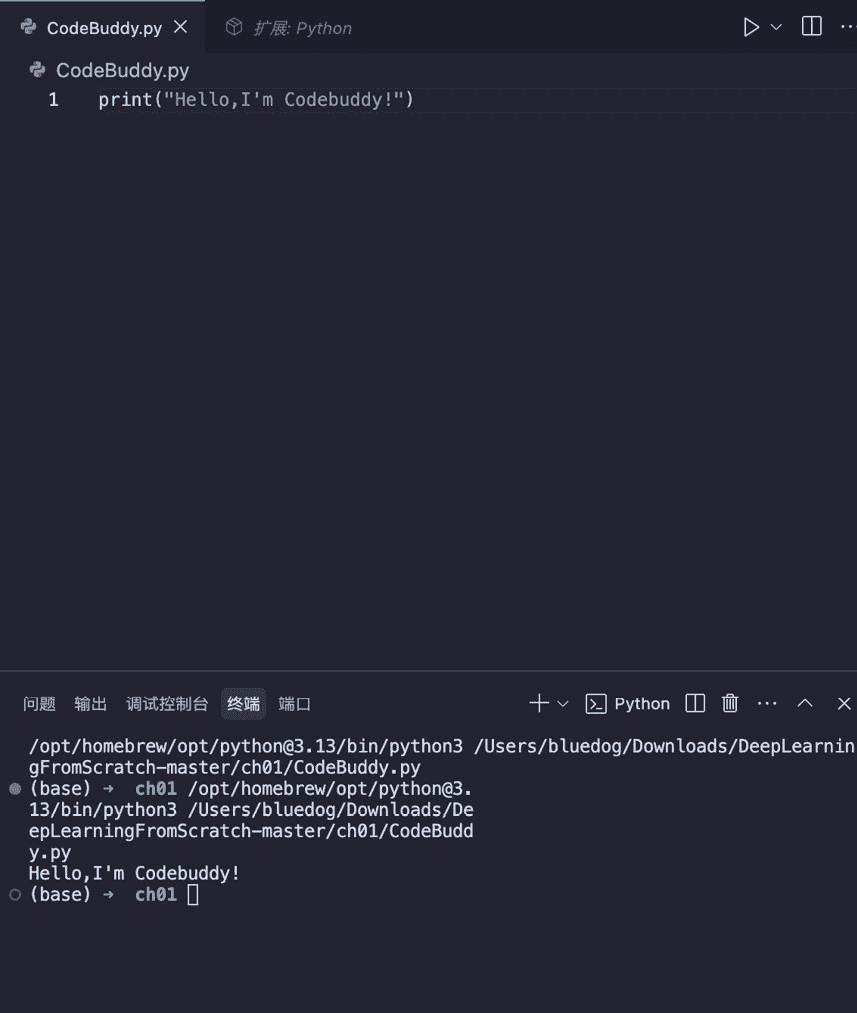 CodeBuddy.py
扩展: Python
CodeBuddy.py
1 print("Hello,I'm Codebuddy!")
问题 输出 调试控制台 终端 端口 Python
/opt/homebrew/opt/python@3.13/bin/python3 /Users/bluedog/Downloads/DeepLearnin
gFromScratch-master/ch01/CodeBuddy.py
(base) → ch01 /opt/homebrew/opt/python@3.
13/bin/python3 /Users/bluedog/Downloads/De
epLearningFromScratch-master/ch01/CodeBudd
y.py
Hello,I'm Codebuddy!
(base) → ch01